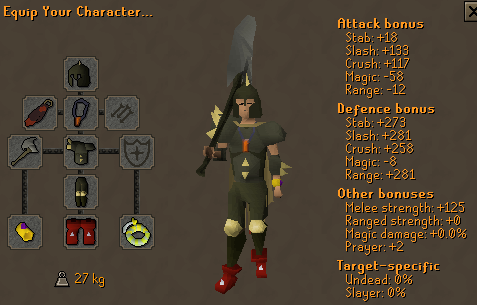 Equip Your Character...
Attack bonus
Stab: +18
Slash: +133
Crush: +117
Magic: -58
Range: -12
Defence bonus
Stab: +273
Slash: +281
Crush: +258
Magic: -8
Range: +281
Other bonuses
Melee strength: +125
Ranged strength: +0
Magic damage: +0.0%
Prayer: +2
Target-specific
Undead: 0%
Slayer: 0%
27 kg